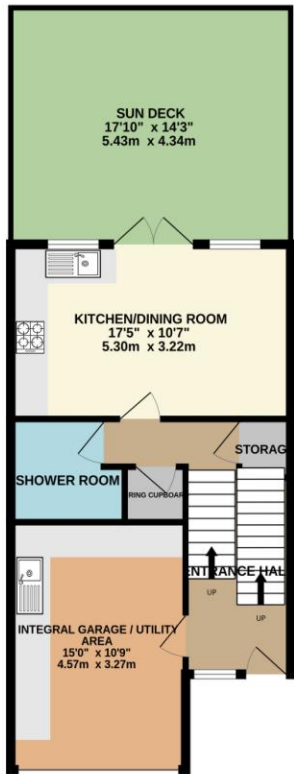 SUN DECK
17'10" x 14'3"
5.43m x 4.34m
KITCHEN/DINING ROOM
17'5" x 10'7"
5.30m x 3.22m
STORAG
SHOWER ROOM
RING CUPBOAR
ENTRANCE HAL
UP
UP
INTEGRAL GARAGE / UTILITY
AREA
15'0" x 10'9"
4.57m x 3.27m